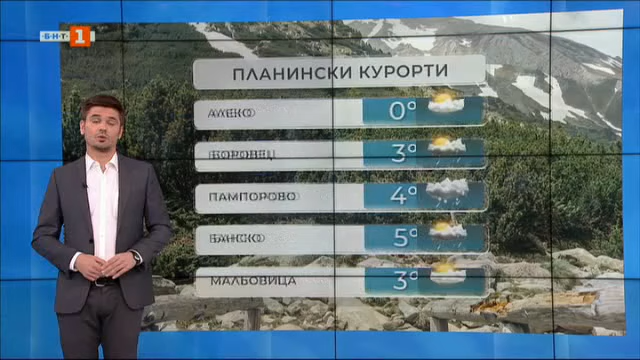 БНТ 1
ПЛАНИНСКИ КУРОРТИ
АЛЕКО 0°
БОРОВЕЦ 3°
ПАМПОРОВО 4°
БАНСКО 5°
МАЛЬОВИЦА 3°